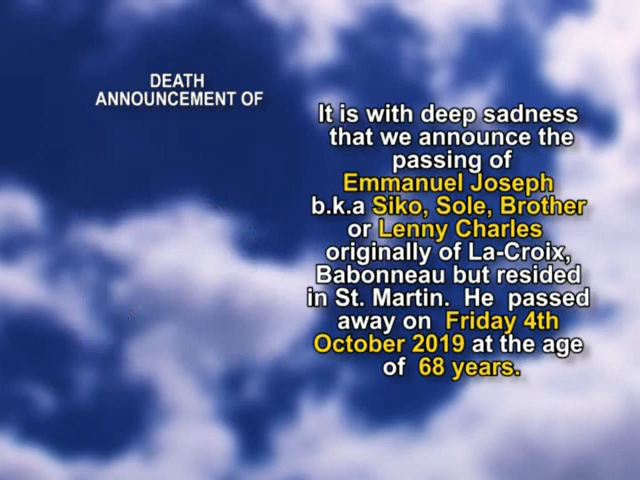 DEATH
ANNOUNCEMENT OF
It is with deep sadness
that we announce the
passing of
Emmanuel Joseph
b.k.a Siko, Sole, Brother
or Lenny Charles
originally of La-Croix,
Babonneau but resided
in St. Martin. He passed
away on Friday 4th
October 2019 at the age
of 68 years.